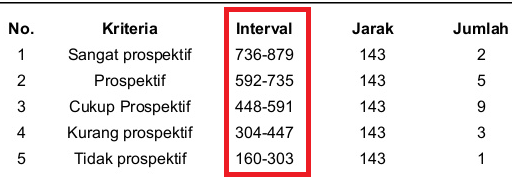 No. Kriteria Interval Jarak Jumlah
1 Sangat prospektif 736-879 143 2
2 Prospektif 592-735 143 5
3 Cukup Prospektif 448-591 143 9
4 Kurang prospektif 304-447 143 3
5 Tidak prospektif 160-303 143 1